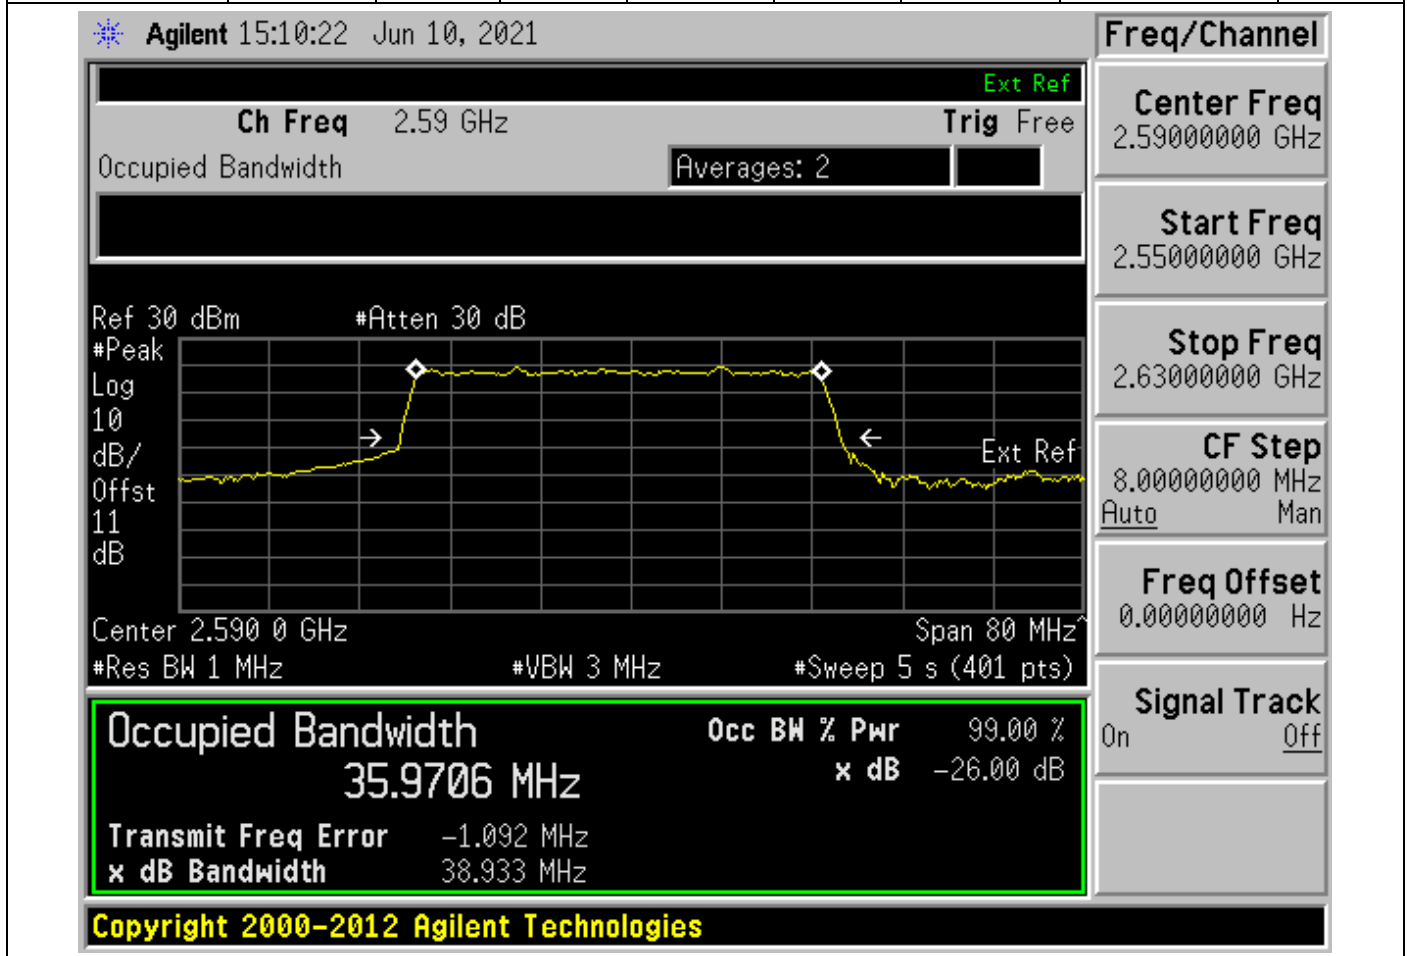 Agilent 15:10:22 Jun 10, 2021
Freq/Channel
Ext Ref
Ch Freq 2.59 GHz
Trig Free
Occupied Bandwidth
Averages: 2
Center Freq
2.59000000 GHz
Start Freq
2.55000000 GHz
Stop Freq
2.63000000 GHz
CF Step
8.00000000 MHz
Auto Man
Freq Offset
0.00000000 Hz
Signal Track
On Off
Ref 30 dBm #Atten 30 dB
#Peak
Log
10
dB/
Offst
11
dB
Ext Ref
Center 2.590 0 GHz Span 80 MHz^
#Res BW 1 MHz #VBW 3 MHz #Sweep 5 s (401 pts)
Occupied Bandwidth
35.9706 MHz
Occ BW % Pwr 99.00 %
x dB -26.00 dB
Transmit Freq Error -1.092 MHz
x dB Bandwidth 38.933 MHz
Copyright 2000-2012 Agilent Technologies